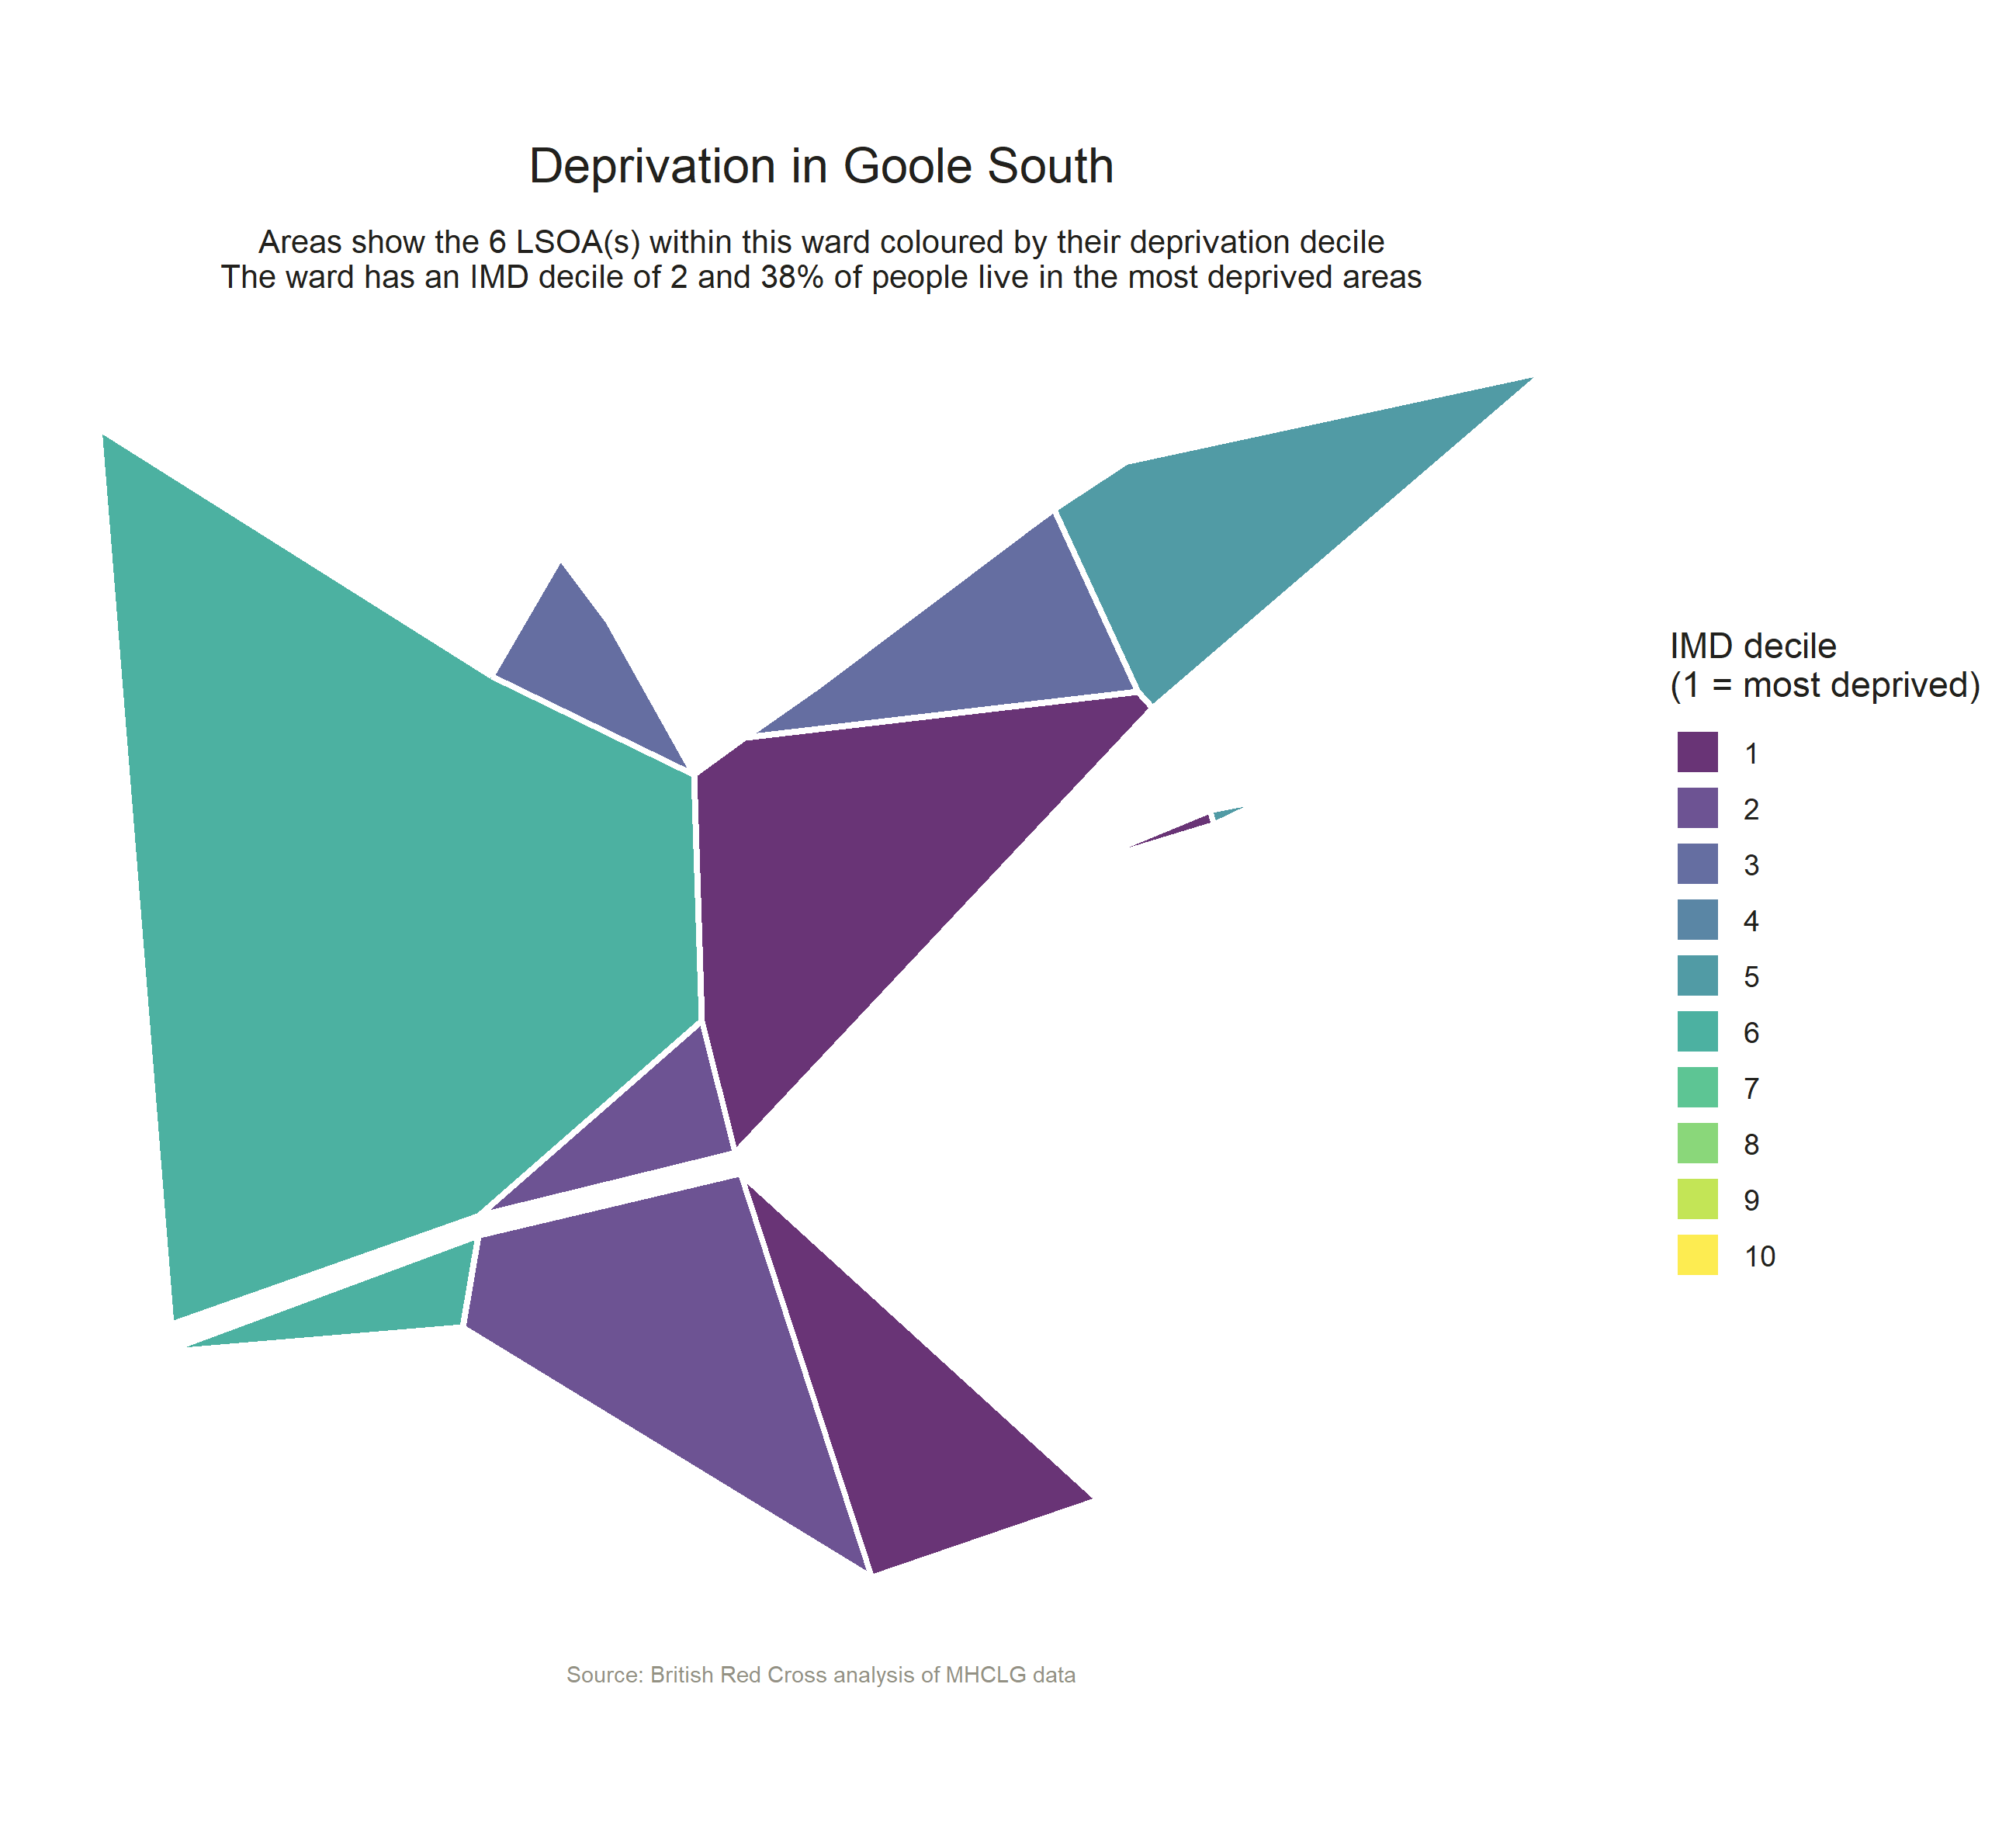 Deprivation in Goole South
Areas show the 6 LSOA(s) within this ward coloured by their deprivation decile
The ward has an IMD decile of 2 and 38% of people live in the most deprived areas
IMD decile
(1 = most deprived)
1
2
3
4
5
6
7
8
9
10
Source: British Red Cross analysis of MHCLG data